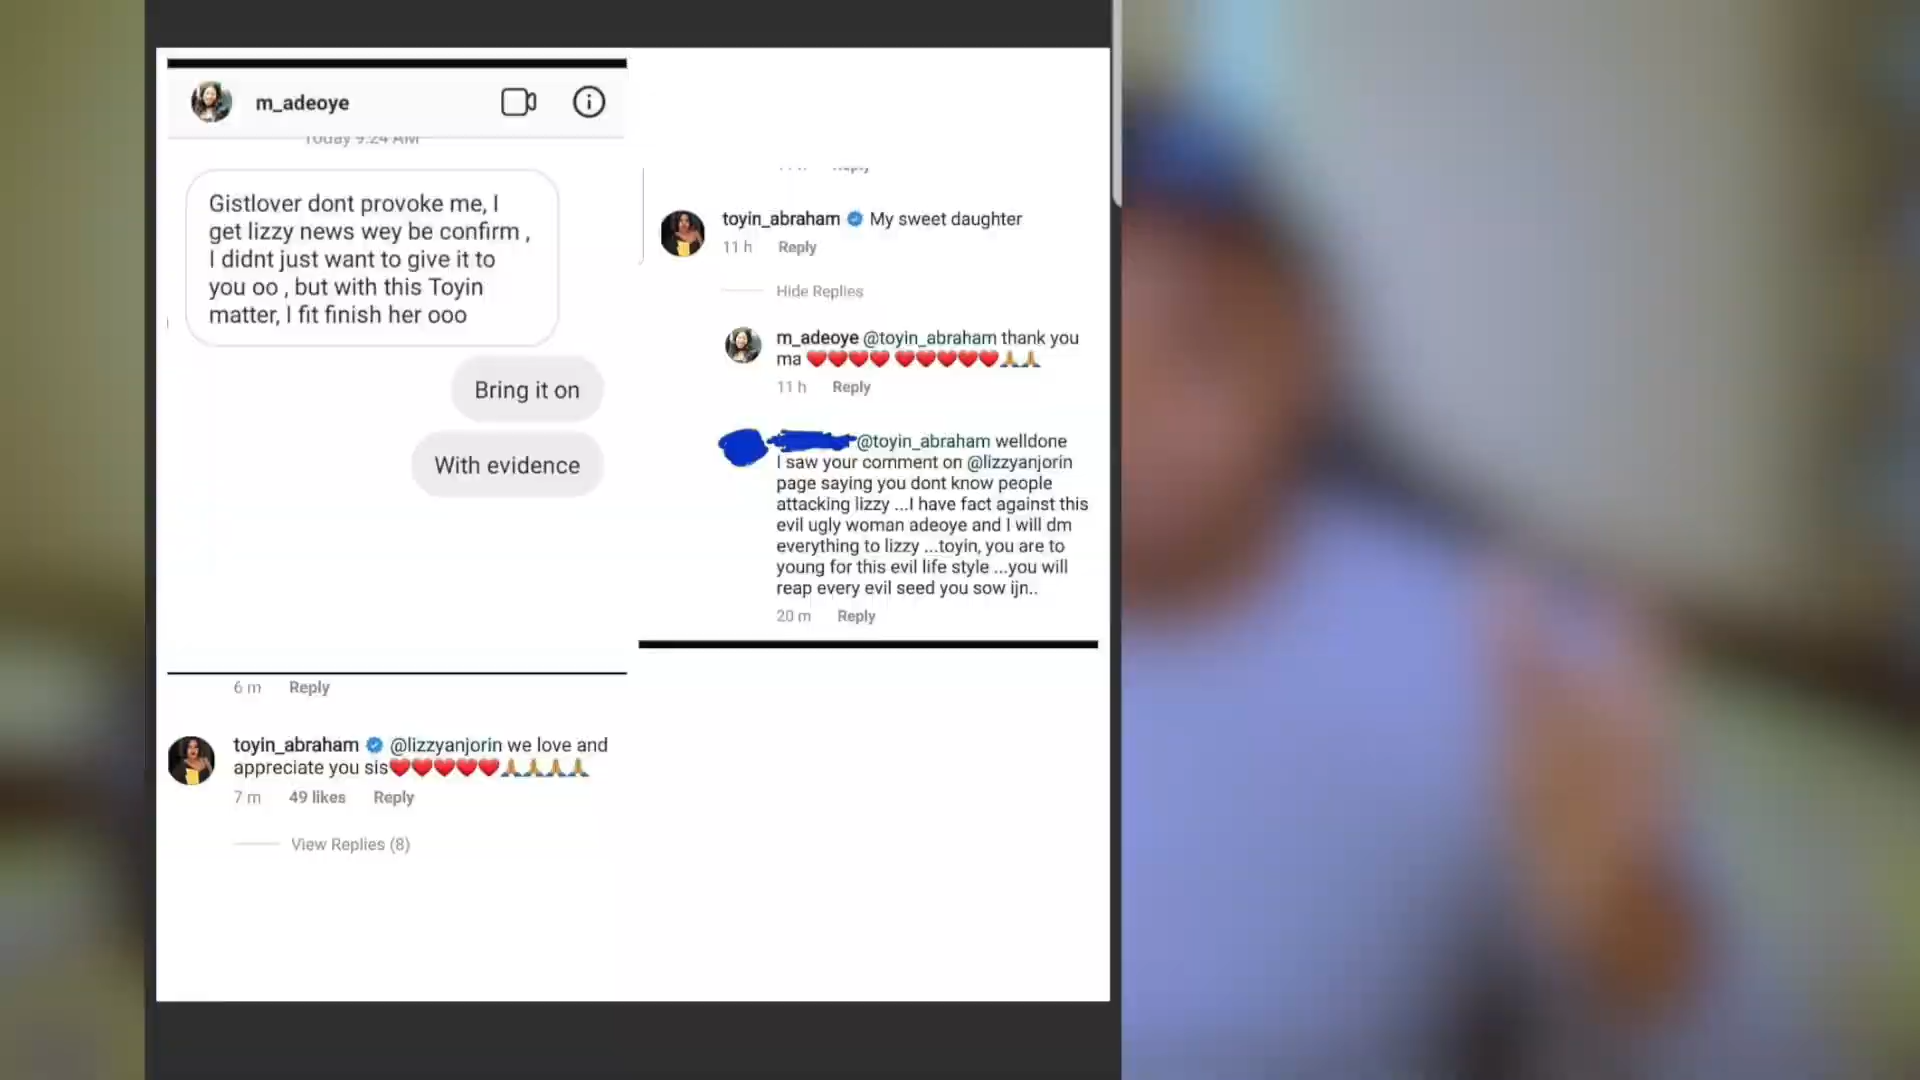 m_adeoye
Today 9:24 AM
Gistlover dont provoke me, I
get lizzy news wey be confirm ,
I didnt just want to give it to
you oo , but with this Toyin
matter, I fit finish her ooo
Bring it on
With evidence
6 m Reply
toyin_abraham @lizzyanjorin we love and
appreciate you sis❤️❤️❤️❤️❤️🙏🙏🙏🙏
7 m 49 likes Reply
View Replies (8)
Reply
toyin_abraham My sweet daughter
11 h Reply
Hide Replies
m_adeoye @toyin_abraham thank you
ma ❤️❤️❤️❤️ ❤️❤️❤️❤️❤️🙏🙏
11 h Reply
@toyin_abraham welldone
I saw your comment on @lizzyanjorin
page saying you dont know people
attacking lizzy ...I have fact against this
evil ugly woman adeoye and I will dm
everything to lizzy ...toyin, you are to
young for this evil life style ...you will
reap every evil seed you sow ijn..
20 m Reply